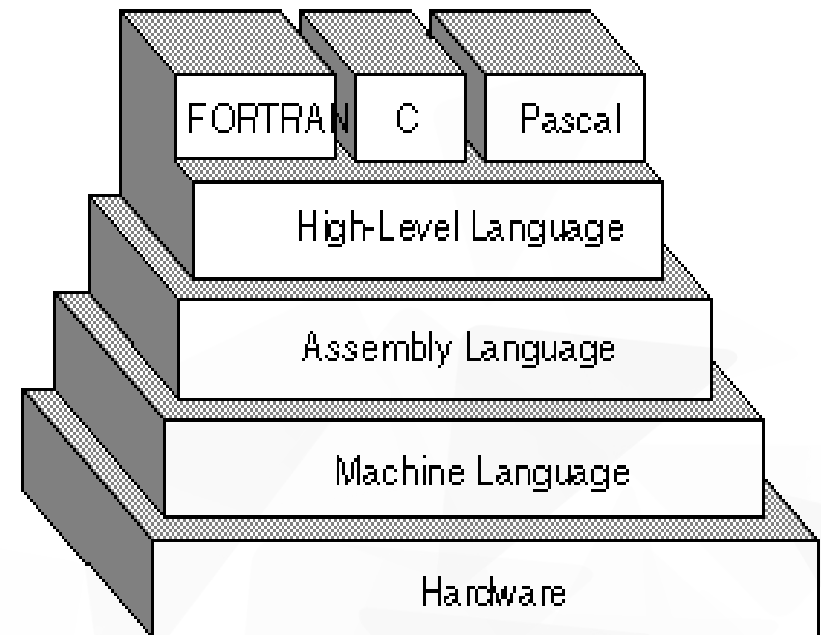 FORTRAN C Pascal
High-Level Language
Assembly Language
Machine Language
Hardware